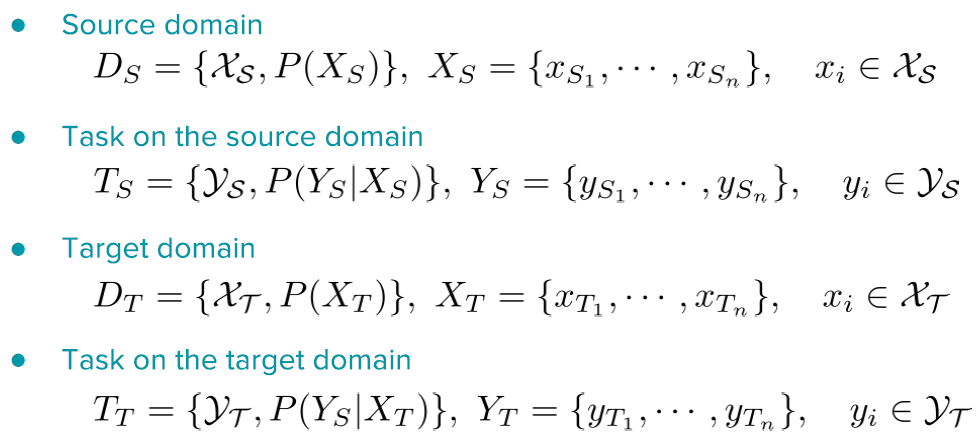 ● Source domain
D_S = {𝒳_𝒮, P(X_S)}, X_S = {x_{S_1}, ⋯ , x_{S_n}}, x_i ∈ 𝒳_𝒮
● Task on the source domain
T_S = {𝒴_𝒮, P(Y_S|X_S)}, Y_S = {y_{S_1}, ⋯ , y_{S_n}}, y_i ∈ 𝒴_𝒮
● Target domain
D_T = {𝒳_𝒯, P(X_T)}, X_T = {x_{T_1}, ⋯ , x_{T_n}}, x_i ∈ 𝒳_𝒯
● Task on the target domain
T_T = {𝒴_𝒯, P(Y_S|X_T)}, Y_T = {y_{T_1}, ⋯ , y_{T_n}}, y_i ∈ 𝒴_𝒯